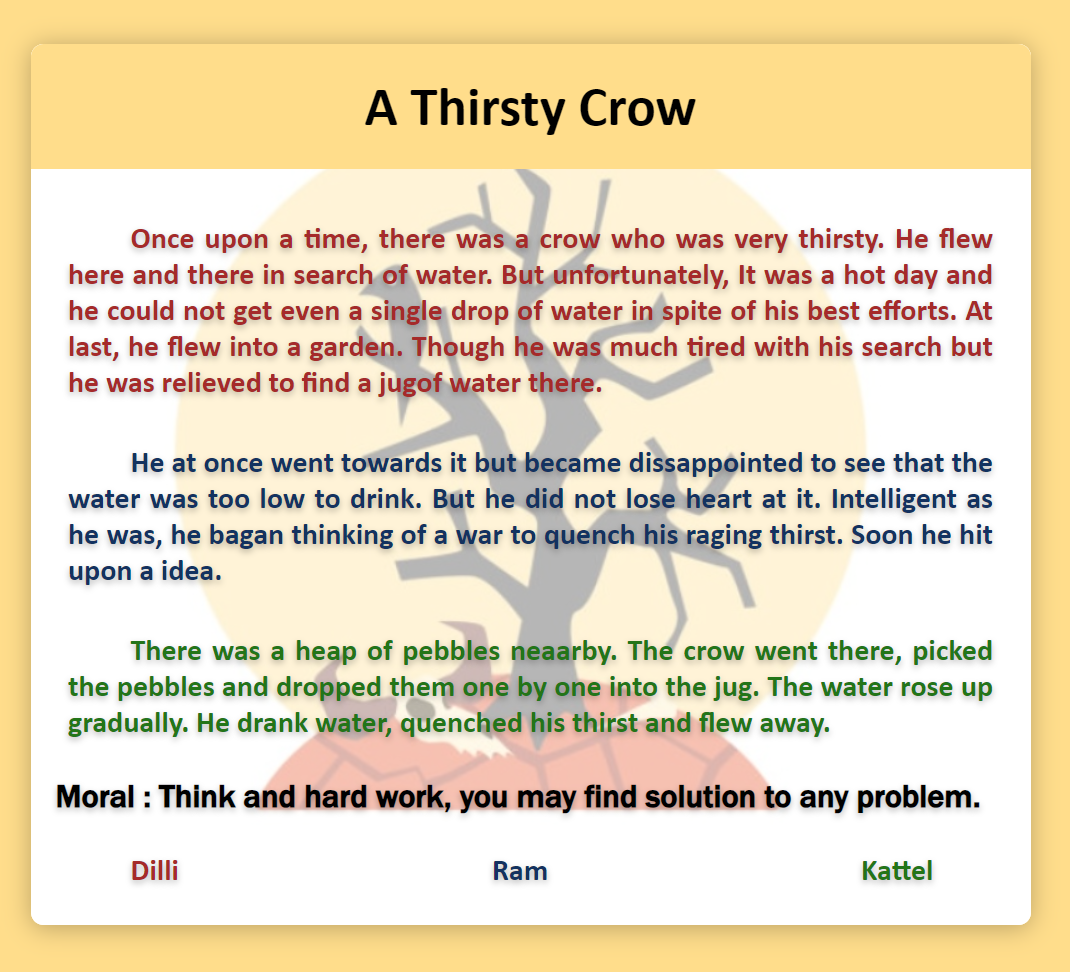 A Thirsty Crow
Once upon a time, there was a crow who was very thirsty. He flew
here and there in search of water. But unfortunately, It was a hot day and
he could not get even a single drop of water in spite of his best efforts. At
last, he flew into a garden. Though he was much tired with his search but
he was relieved to find a jugof water there.
He at once went towards it but became dissappointed to see that the
water was too low to drink. But he did not lose heart at it. Intelligent as
he was, he bagan thinking of a war to quench his raging thirst. Soon he hit
upon a idea.
There was a heap of pebbles neaarby. The crow went there, picked
the pebbles and dropped them one by one into the jug. The water rose up
gradually. He drank water, quenched his thirst and flew away.
Moral : Think and hard work, you may find solution to any problem.
Dilli Ram Kattel